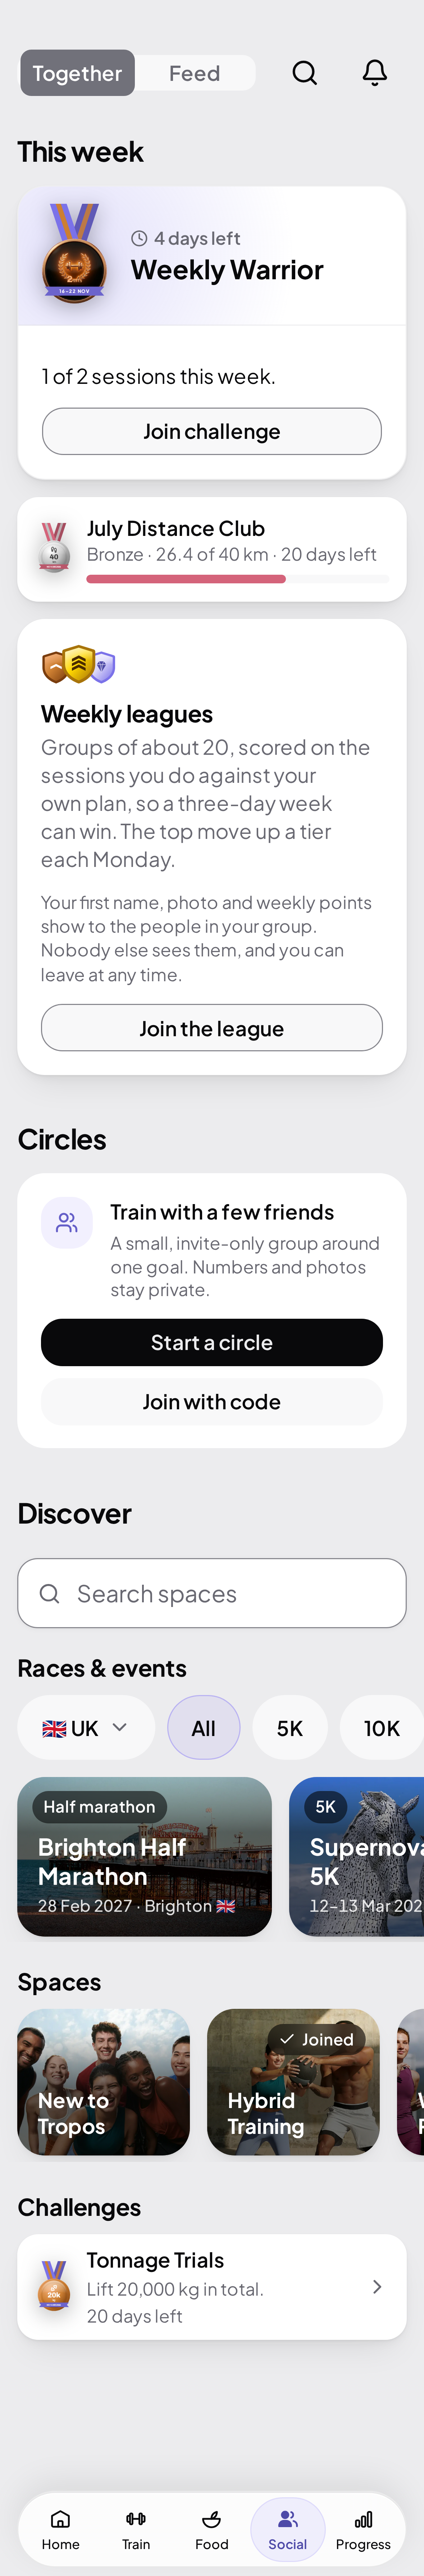 Together
Feed
This week
16-22 NOV
4 days left
Weekly Warrior
1 of 2 sessions this week.
Join challenge
40
July Distance Club
Bronze · 26.4 of 40 km · 20 days left
Weekly leagues
Groups of about 20, scored on the
sessions you do against your
own plan, so a three-day week
can win. The top move up a tier
each Monday.
Your first name, photo and weekly points
show to the people in your group.
Nobody else sees them, and you can
leave at any time.
Join the league
Circles
Train with a few friends
A small, invite-only group around
one goal. Numbers and photos
stay private.
Start a circle
Join with code
Discover
Search spaces
Races & events
🇬🇧 UK
All
5K
10K
Half marathon
Brighton Half
Marathon
28 Feb 2027 · Brighton 🇬🇧
5K
Supernova
5K
12–13 Mar 202
Spaces
New to
Tropos
Joined
Hybrid
Training
Challenges
20k
Tonnage Trials
Lift 20,000 kg in total.
20 days left
Home
Train
Food
Social
Progress